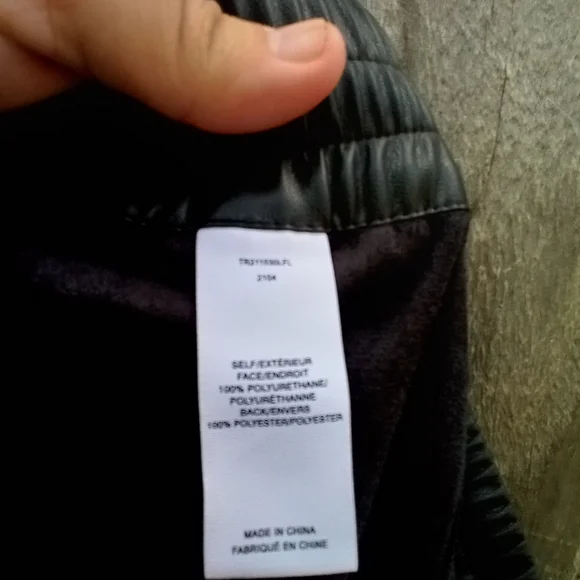 2104
SELF/EXTÉRIEUR
FACE/ENDROIT
100% POLYURETHANE/
POLYURÉTHANNE
BACK/ENVERS
100% POLYESTER/POLYESTER
MADE IN CHINA
FABRIQUÉ EN CHINE